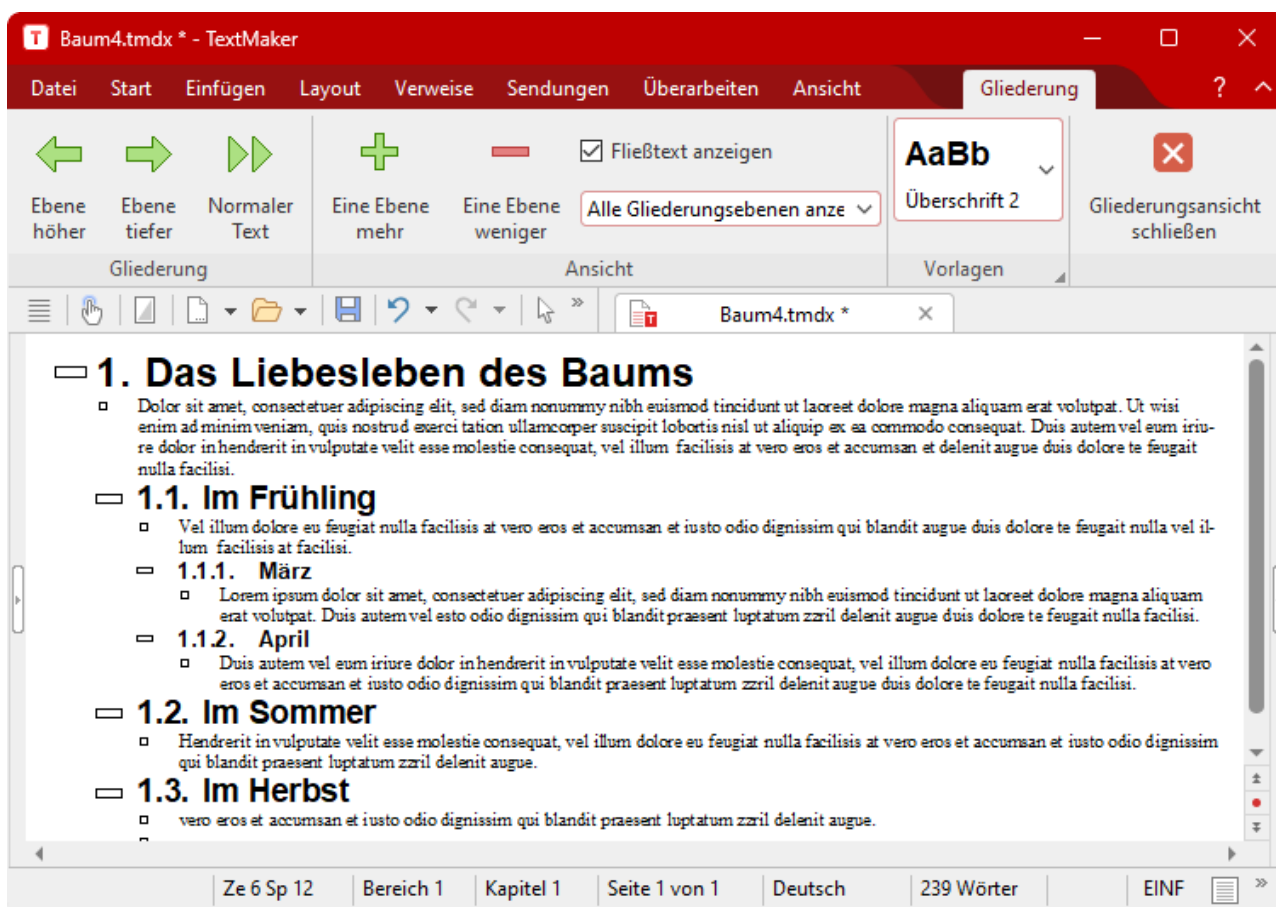 T Baum4.tmdx * - TextMaker
Datei Start Einfügen Layout Verweise Sendungen Überarbeiten Ansicht Gliederung ?
Ebene höher
Ebene tiefer
Normaler Text
Eine Ebene mehr
Eine Ebene weniger
Fließtext anzeigen
Alle Gliederungsebenen anze
AaBb
Überschrift 2
Gliederungsansicht schließen
Gliederung Ansicht Vorlagen
» T Baum4.tmdx *
1. Das Liebesleben des Baums
Dolor sit amet, consectetuer adipiscing elit, sed diam nonummy nibh euismod tincidunt ut laoreet dolore magna aliquam erat volutpat. Ut wisi
enim ad minim veniam, quis nostrud exerci tation ullamcorper suscipit lobortis nisl ut aliquip ex ea commodo consequat. Duis autem vel eum iriu-
re dolor in hendrerit in vulputate velit esse molestie consequat, vel illum facilisis at vero eros et accumsan et delenit augue duis dolore te feugait
nulla facilisi.
1.1. Im Frühling
Vel illum dolore eu feugiat nulla facilisis at vero eros et accumsan et iusto odio dignissim qui blandit augue duis dolore te feugait nulla vel il-
lum facilisis at facilisi.
1.1.1. März
Lorem ipsum dolor sit amet, consectetuer adipiscing elit, sed diam nonummy nibh euismod tincidunt ut laoreet dolore magna aliquam
erat volutpat. Duis autem vel esto odio dignissim qui blandit praesent luptatum zzril delenit augue duis dolore te feugait nulla facilisi.
1.1.2. April
Duis autem vel eum iriure dolor in hendrerit in vulputate velit esse molestie consequat, vel illum dolore eu feugiat nulla facilisis at vero
eros et accumsan et iusto odio dignissim qui blandit praesent luptatum zzril delenit augue duis dolore te feugait nulla facilisi.
1.2. Im Sommer
Hendrerit in vulputate velit esse molestie consequat, vel illum dolore eu feugiat nulla facilisis at vero eros et accumsan et iusto odio dignissim
qui blandit praesent luptatum zzril delenit augue.
1.3. Im Herbst
vero eros et accumsan et iusto odio dignissim qui blandit praesent luptatum zzril delenit augue.
Ze 6 Sp 12 Bereich 1 Kapitel 1 Seite 1 von 1 Deutsch 239 Wörter EINF »